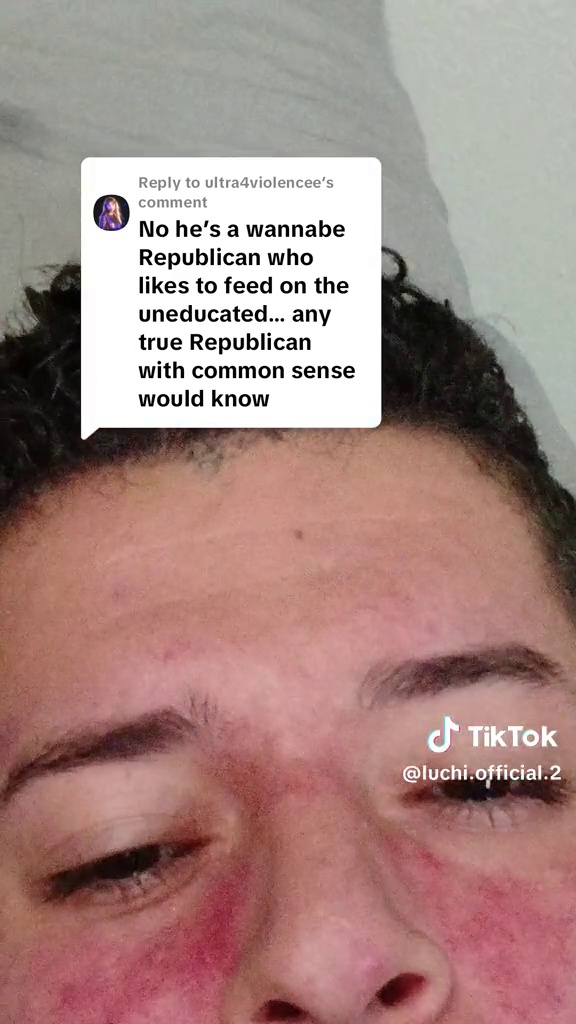 Reply to ultra4violencee's
comment
No he's a wannabe
Republican who
likes to feed on the
uneducated... any
true Republican
with common sense
would know
TikTok
@luchi.official.2